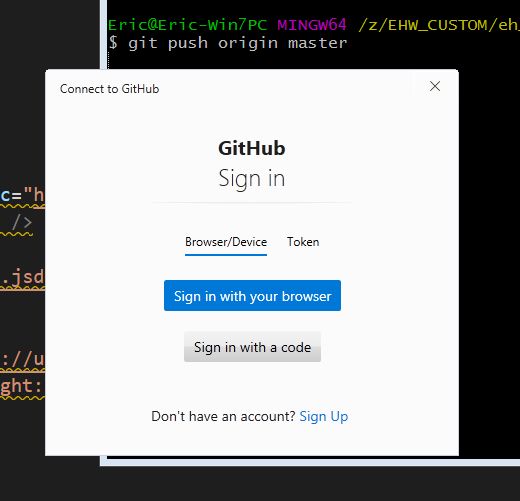 Eric@Eric-Win7PC MINGW64 /z/EHW_CUSTOM/eh_
$ git push origin master
Connect to GitHub
GitHub
Sign in
c="h
/>
Browser/Device Token
.jsd
Sign in with your browser
Sign in with a code
://u
ght:
Don't have an account? Sign Up